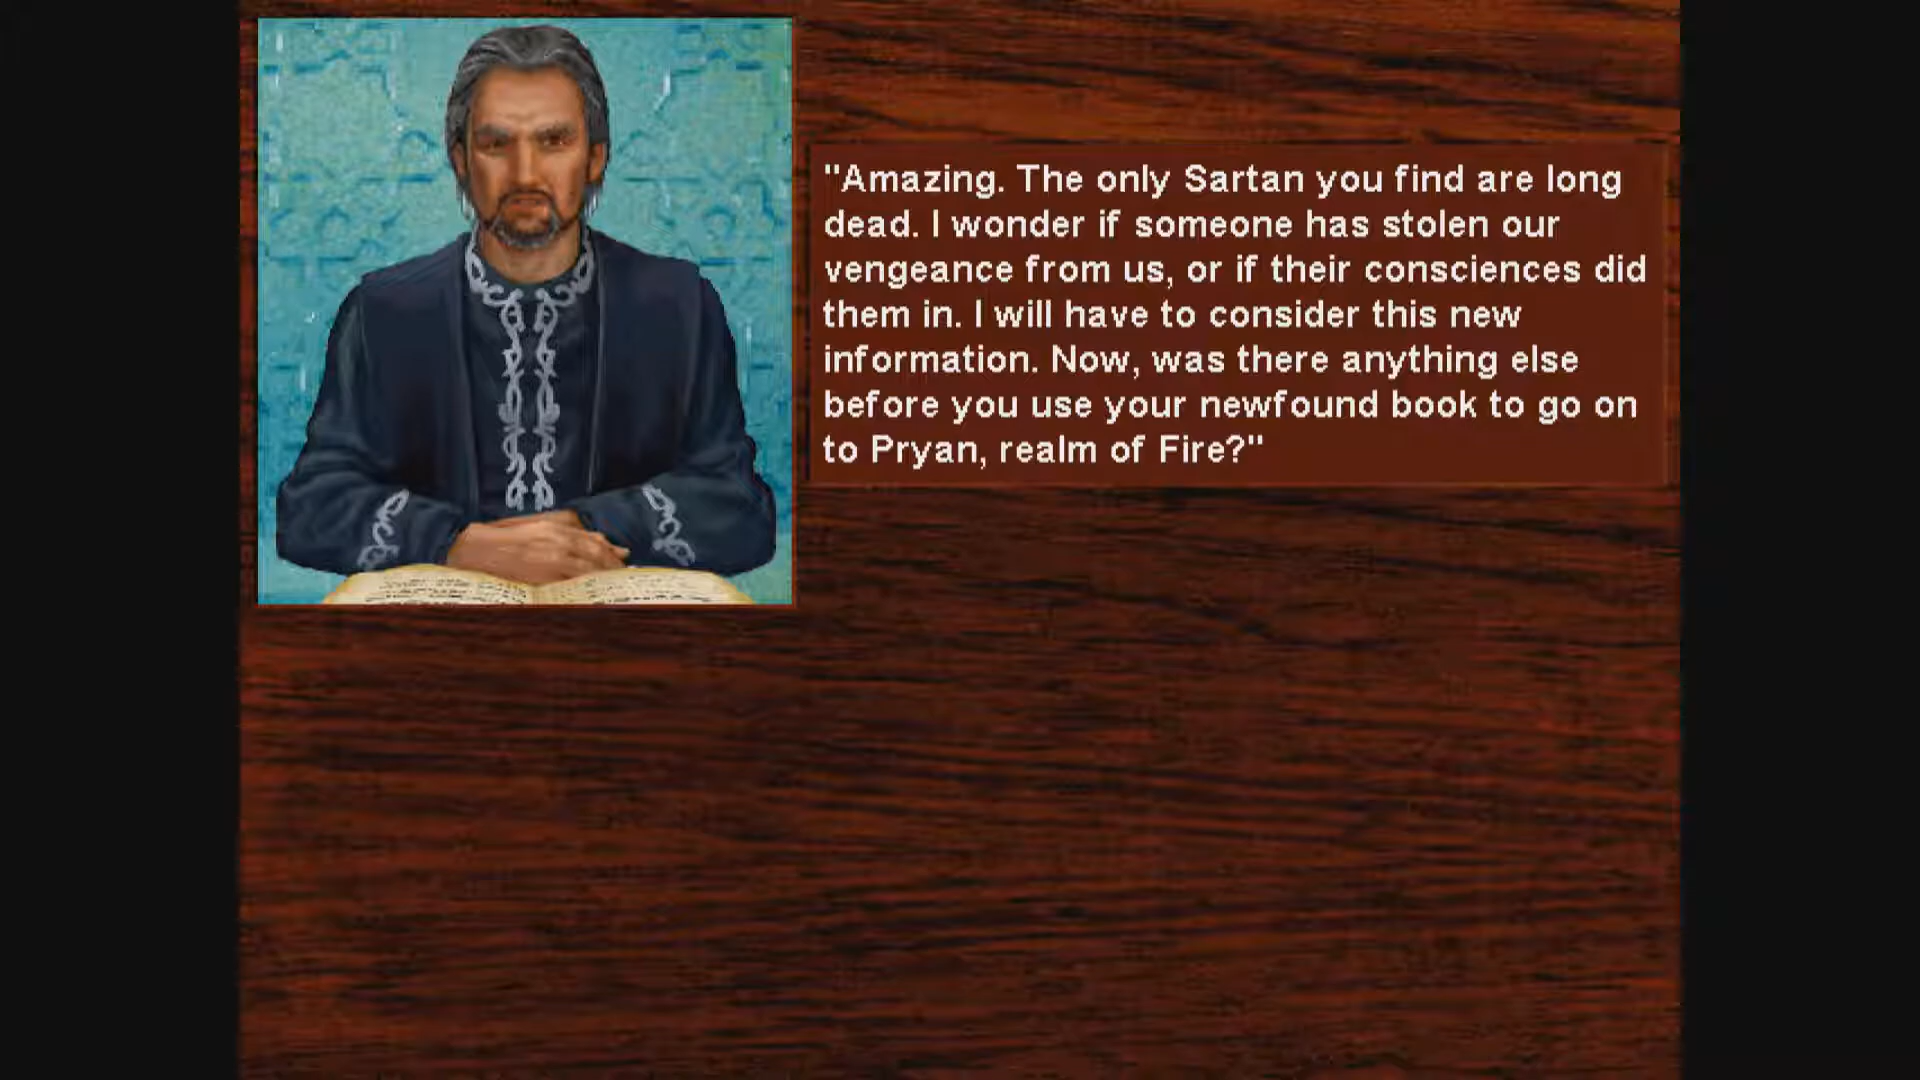 "Amazing. The only Sartan you find are long
dead. I wonder if someone has stolen our
vengeance from us, or if their consciences did
them in. I will have to consider this new
information. Now, was there anything else
before you use your newfound book to go on
to Pryan, realm of Fire?"